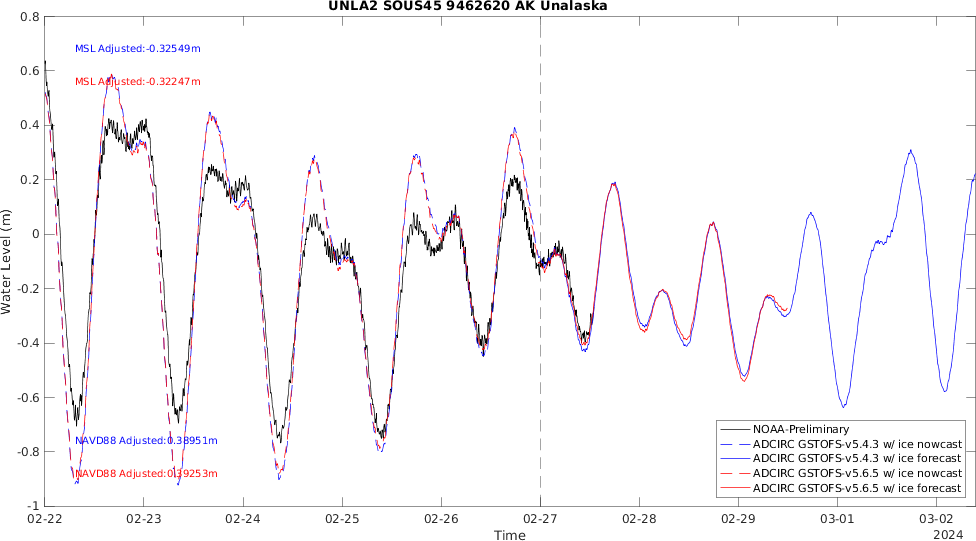 UNLA2 SOUS45 9462620 AK Unalaska
0.8
0.6
0.4
0.2
0
-0.2
-0.4
-0.6
-0.8
-1
Water Level (m)
MSL Adjusted:-0.32549m
MSL Adjusted:-0.32247m
NAVD88 Adjusted:0.38951m
NAVD88 Adjusted:0.39253m
NOAA-Preliminary
ADCIRC GSTOFS-v5.4.3 w/ ice nowcast
ADCIRC GSTOFS-v5.4.3 w/ ice forecast
ADCIRC GSTOFS-v5.6.5 w/ ice nowcast
ADCIRC GSTOFS-v5.6.5 w/ ice forecast
02-22 02-23 02-24 02-25 02-26 02-27 02-28 02-29 03-01 03-02
Time
2024